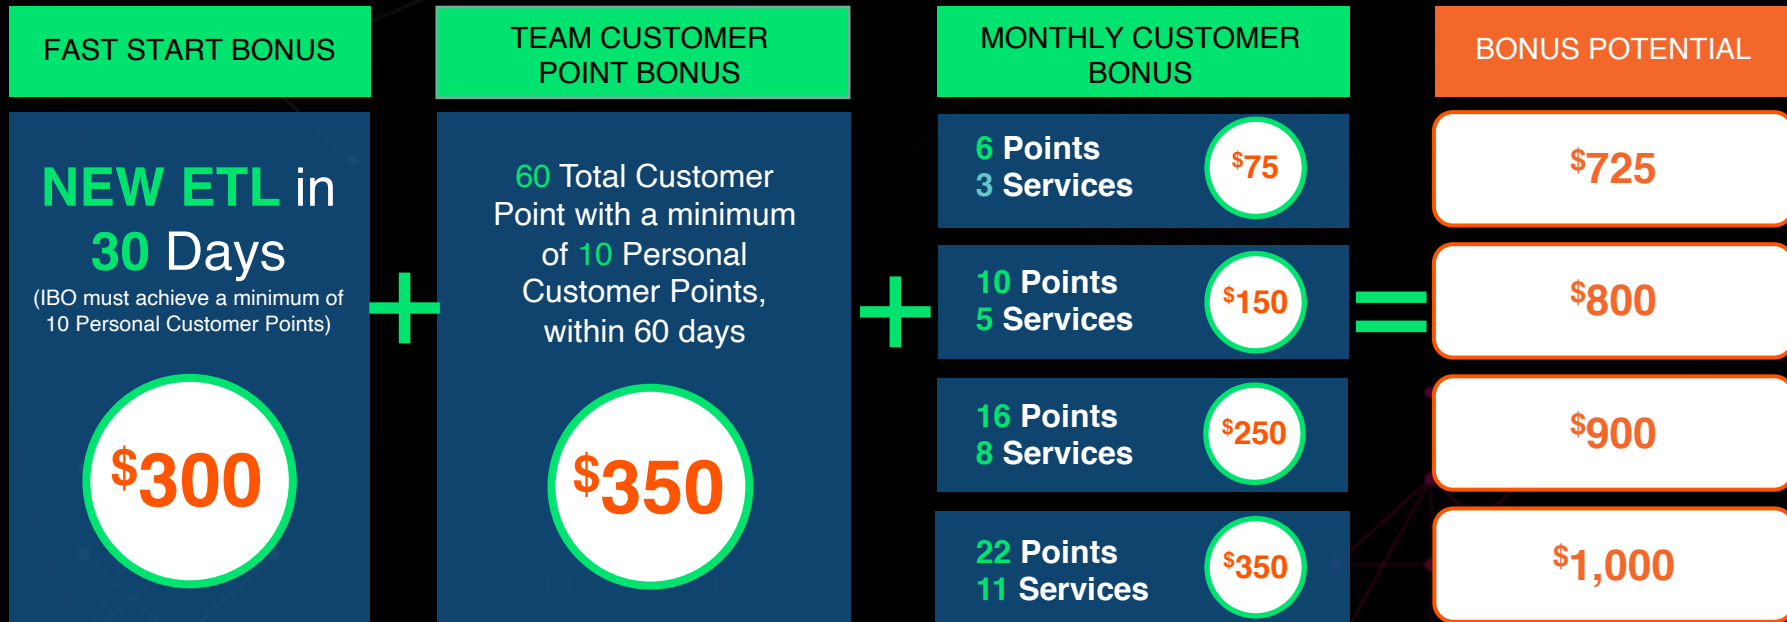 FAST START BONUS
NEW ETL in
30 Days
(IBO must achieve a minimum of
10 Personal Customer Points)
$300
+
TEAM CUSTOMER
POINT BONUS
60 Total Customer
Point with a minimum
of 10 Personal
Customer Points,
within 60 days
$350
+
MONTHLY CUSTOMER
BONUS
6 Points
3 Services
$75
10 Points
5 Services
$150
16 Points
8 Services
$250
22 Points
11 Services
$350
=
BONUS POTENTIAL
$725
$800
$900
$1,000